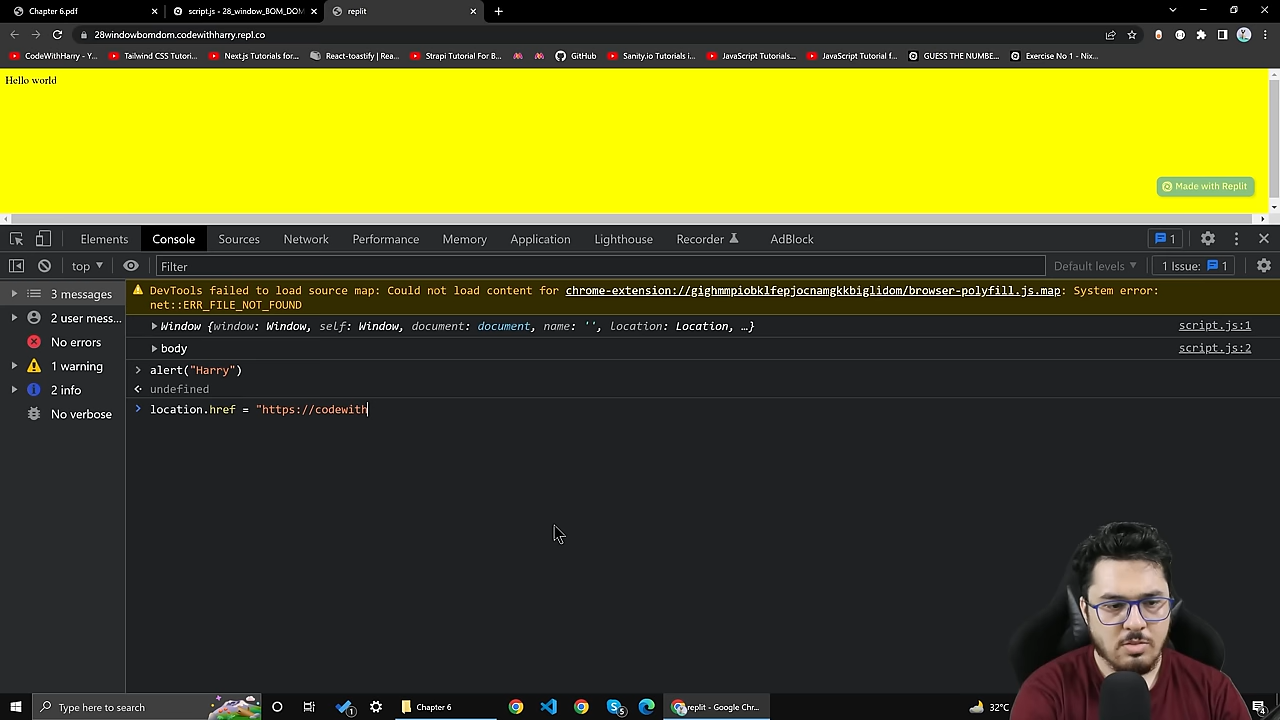 Chapter 6.pdf
script.js - 28_window_BOM_DOM
replit
28windowbomdom.codewithharry.repl.co
CodeWithHarry - Y...
Tailwind CSS Tutori...
Next.js Tutorials for...
React-toastify | Rea...
Strapi Tutorial For B...
GitHub
Sanity.io Tutorials i...
JavaScript Tutorials...
JavaScript Tutorial f...
GUESS THE NUMBE...
Exercise No 1 - Nix...
Hello world
Made with Replit
Elements
Console
Sources
Network
Performance
Memory
Application
Lighthouse
Recorder
AdBlock
1
top
Filter
Default levels
1 Issue: 1
3 messages
2 user mess...
No errors
1 warning
2 info
No verbose
DevTools failed to load source map: Could not load content for chrome-extension://gighmmpiobklfepjocnamgkkbiglidom/browser-polyfill.js.map: System error:
net::ERR_FILE_NOT_FOUND
Window {window: Window, self: Window, document: document, name: '', location: Location, …}
script.js:1
body
script.js:2
alert("Harry")
undefined
location.href = "https://codewith
Type here to search
1
Chapter 6
5
replit - Google Chr...
32°C
4